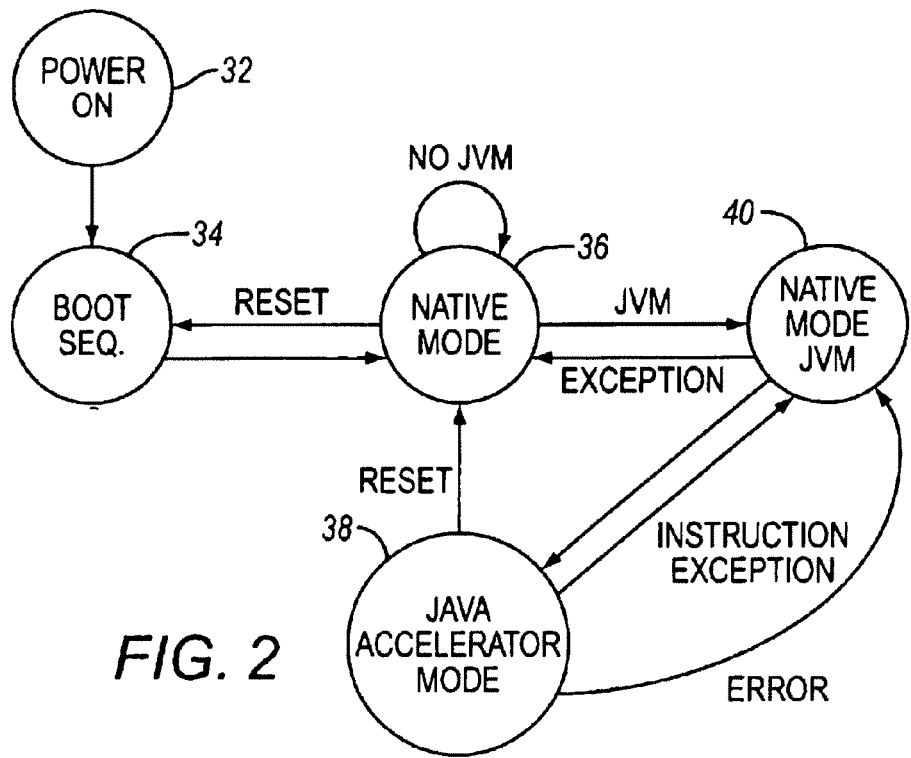 POWER
ON
32
NO JVM
34
36
40
BOOT
SEQ.
RESET
NATIVE
MODE
JVM
NATIVE
MODE
JVM
EXCEPTION
RESET
38
INSTRUCTION
EXCEPTION
JAVA
ACCELERATOR
MODE
FIG. 2
ERROR